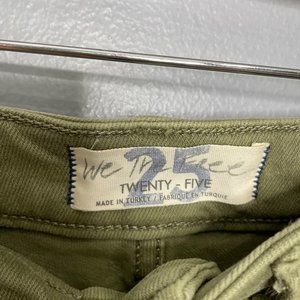 We The Free
25
TWENTY - FIVE
MADE IN TURKEY / FABRIQUÉ EN TURQUIE